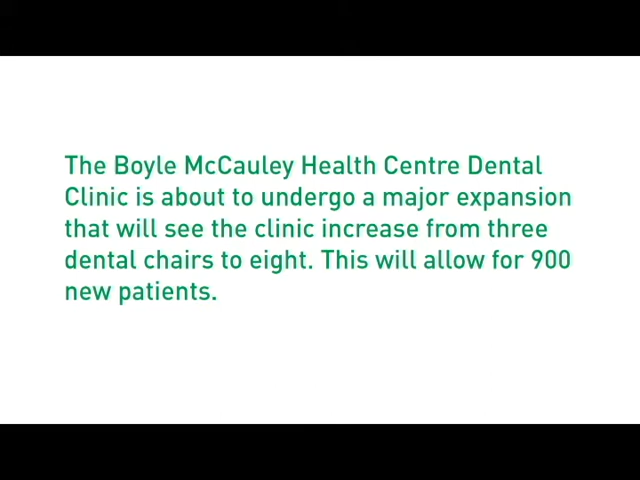 The Boyle McCauley Health Centre Dental
Clinic is about to undergo a major expansion
that will see the clinic increase from three
dental chairs to eight. This will allow for 900
new patients.